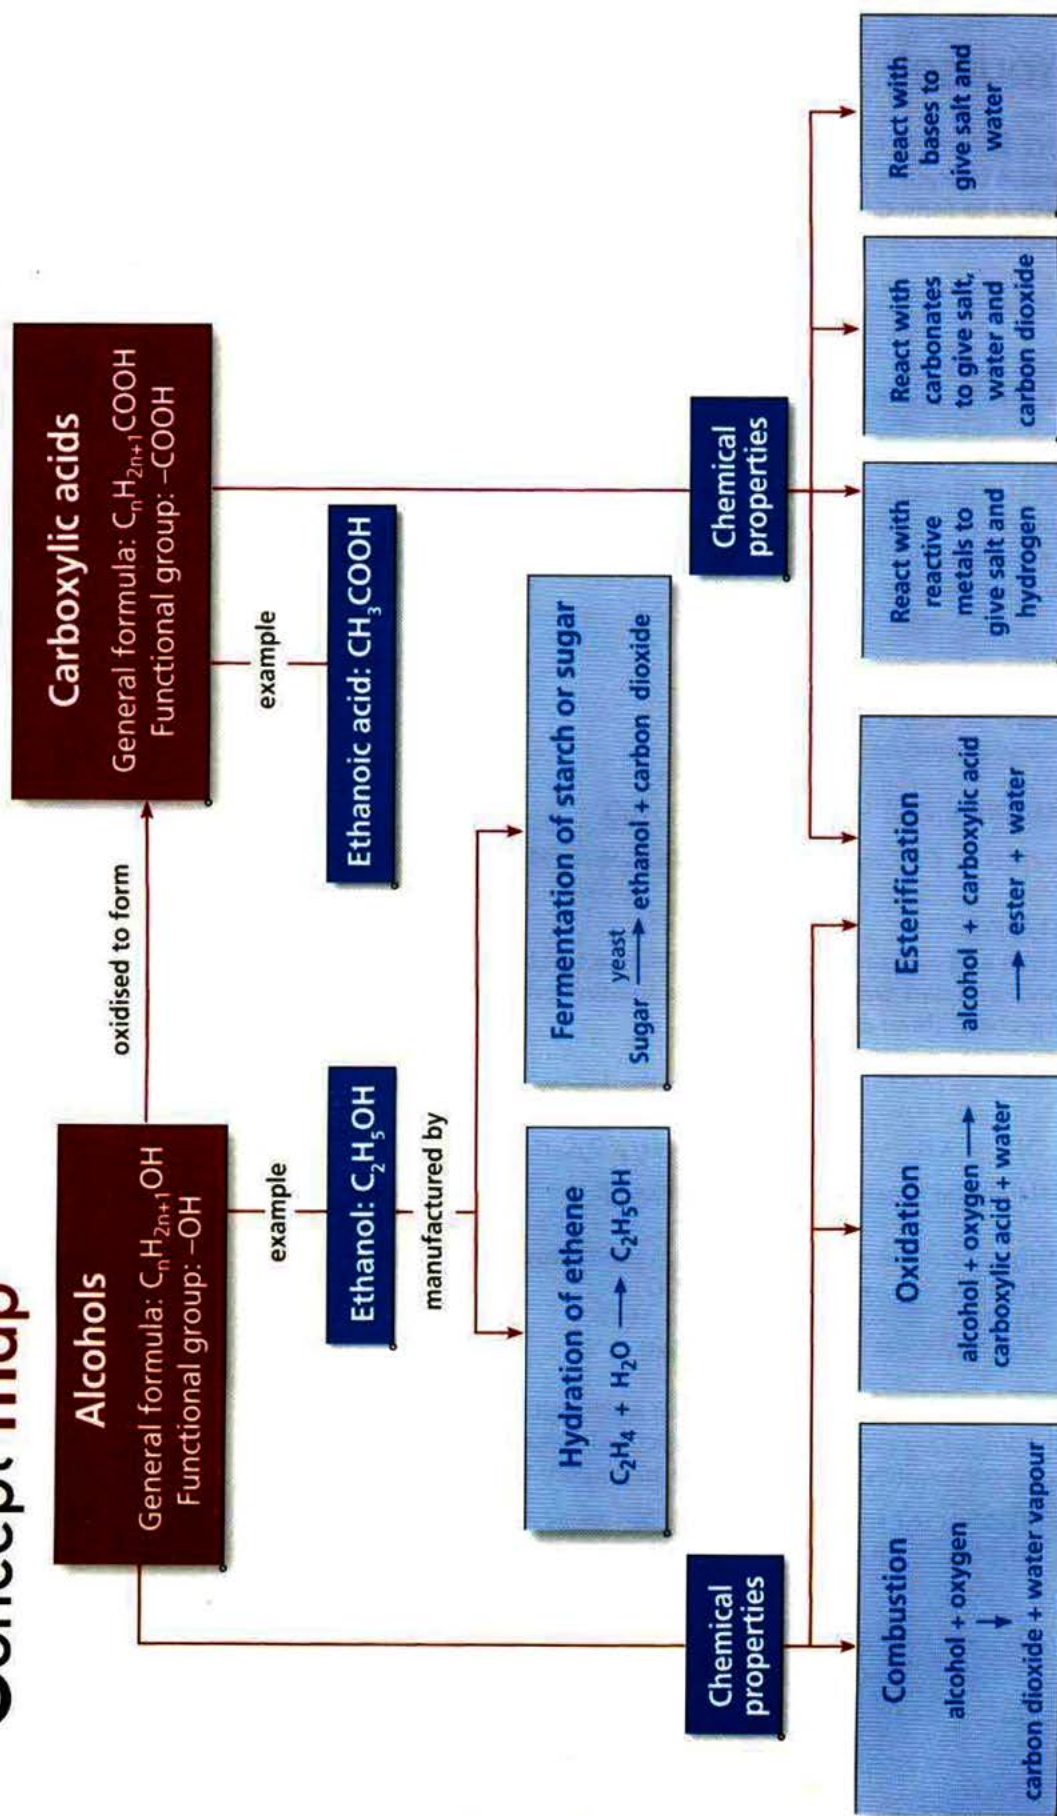 Concept map
Alcohols
General formula: CₙH₂ₙ₊₁OH
Functional group: –OH
oxidised to form
Carboxylic acids
General formula: CₙH₂ₙ₊₁COOH
Functional group: –COOH
example
Ethanol: C₂H₅OH
example
Ethanoic acid: CH₃COOH
manufactured by
Hydration of ethene
C₂H₄ + H₂O ⟶ C₂H₅OH
Fermentation of starch or sugar
yeast
Sugar ⟶ ethanol + carbon dioxide
Chemical
properties
Chemical
properties
Combustion
alcohol + oxygen
↓
carbon dioxide + water vapour
Oxidation
alcohol + oxygen ⟶
carboxylic acid + water
Esterification
alcohol + carboxylic acid
⟶ ester + water
React with
reactive
metals to
give salt and
hydrogen
React with
carbonates
to give salt,
water and
carbon dioxide
React with
bases to
give salt and
water